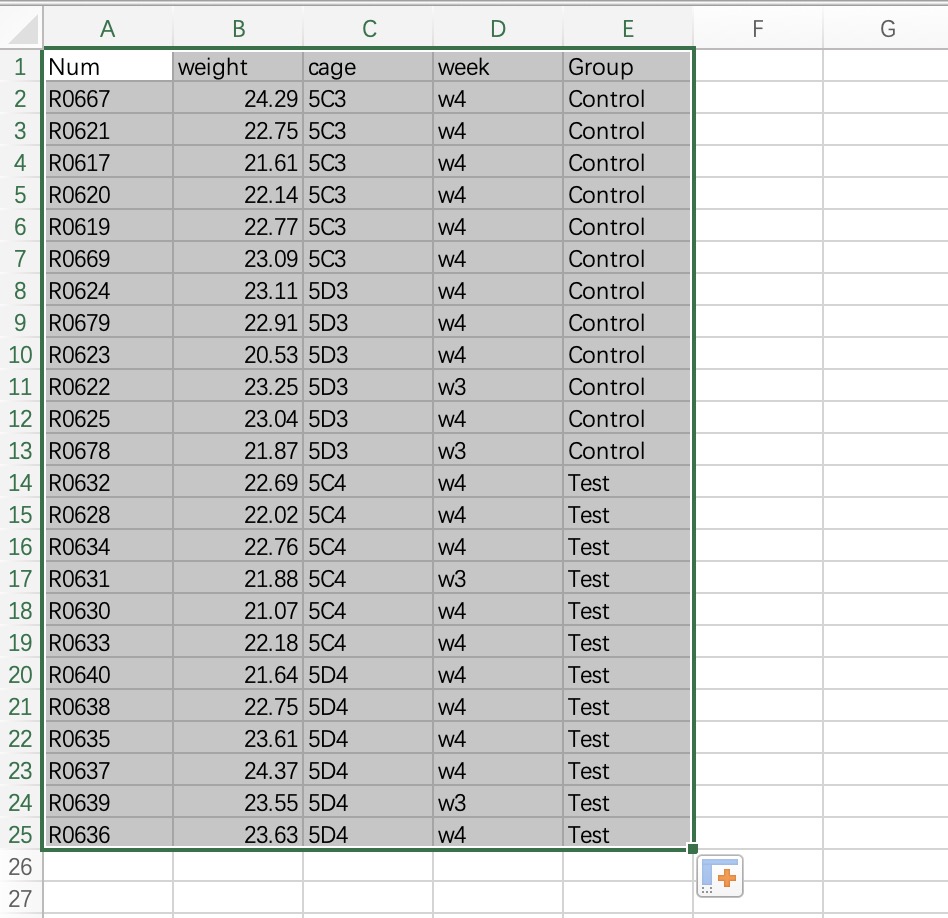 A B C D E F G
1 Num weight cage week Group
2 R0667 24.29 5C3 w4 Control
3 R0621 22.75 5C3 w4 Control
4 R0617 21.61 5C3 w4 Control
5 R0620 22.14 5C3 w4 Control
6 R0619 22.77 5C3 w4 Control
7 R0669 23.09 5C3 w4 Control
8 R0624 23.11 5D3 w4 Control
9 R0679 22.91 5D3 w4 Control
10 R0623 20.53 5D3 w4 Control
11 R0622 23.25 5D3 w3 Control
12 R0625 23.04 5D3 w4 Control
13 R0678 21.87 5D3 w3 Control
14 R0632 22.69 5C4 w4 Test
15 R0628 22.02 5C4 w4 Test
16 R0634 22.76 5C4 w4 Test
17 R0631 21.88 5C4 w3 Test
18 R0630 21.07 5C4 w4 Test
19 R0633 22.18 5C4 w4 Test
20 R0640 21.64 5D4 w4 Test
21 R0638 22.75 5D4 w4 Test
22 R0635 23.61 5D4 w4 Test
23 R0637 24.37 5D4 w4 Test
24 R0639 23.55 5D4 w3 Test
25 R0636 23.63 5D4 w4 Test
26
27